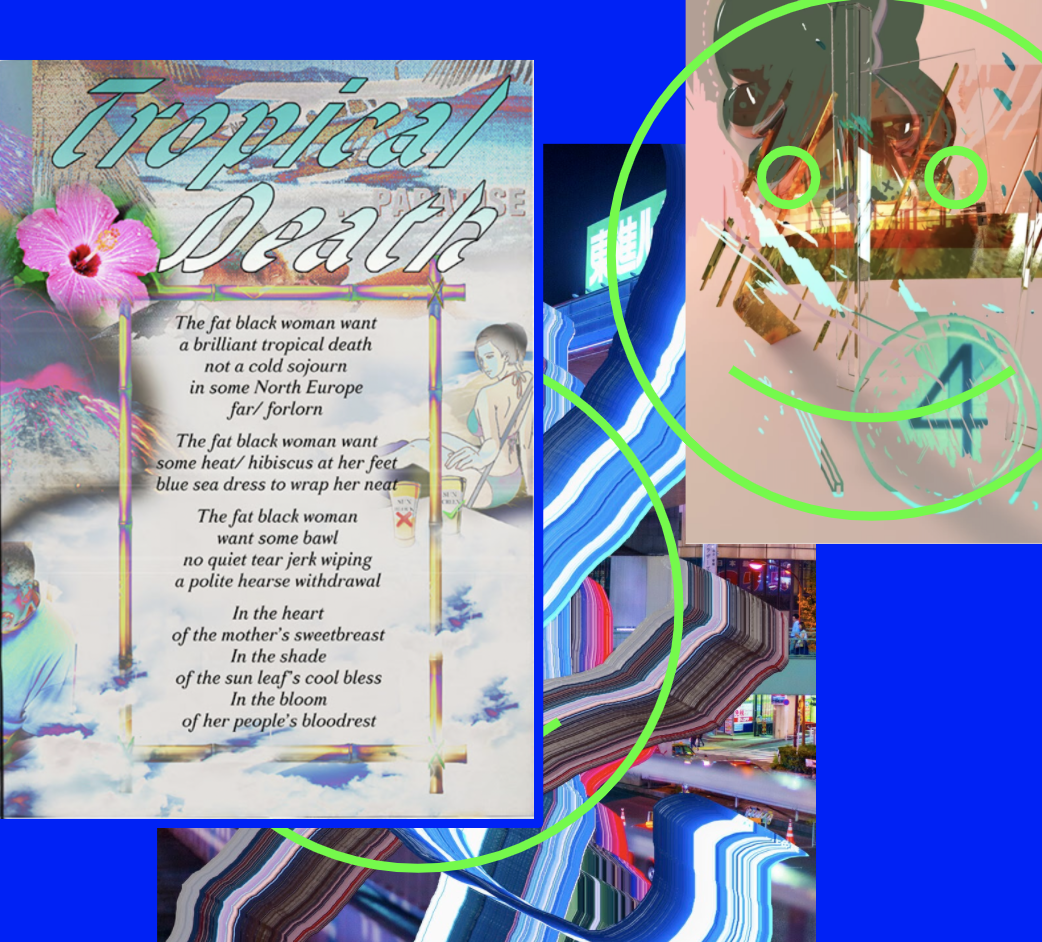 Tropical
Death
PARADISE
The fat black woman want
a brilliant tropical death
not a cold sojourn
in some North Europe
far/ forlorn
The fat black woman want
some heat/ hibiscus at her feet
blue sea dress to wrap her neat
The fat black woman
want some bawl
no quiet tear jerk wiping
a polite hearse withdrawal
In the heart
of the mother's sweetbreast
In the shade
of the sun leaf's cool bless
In the bloom
of her people's bloodrest
東進
4